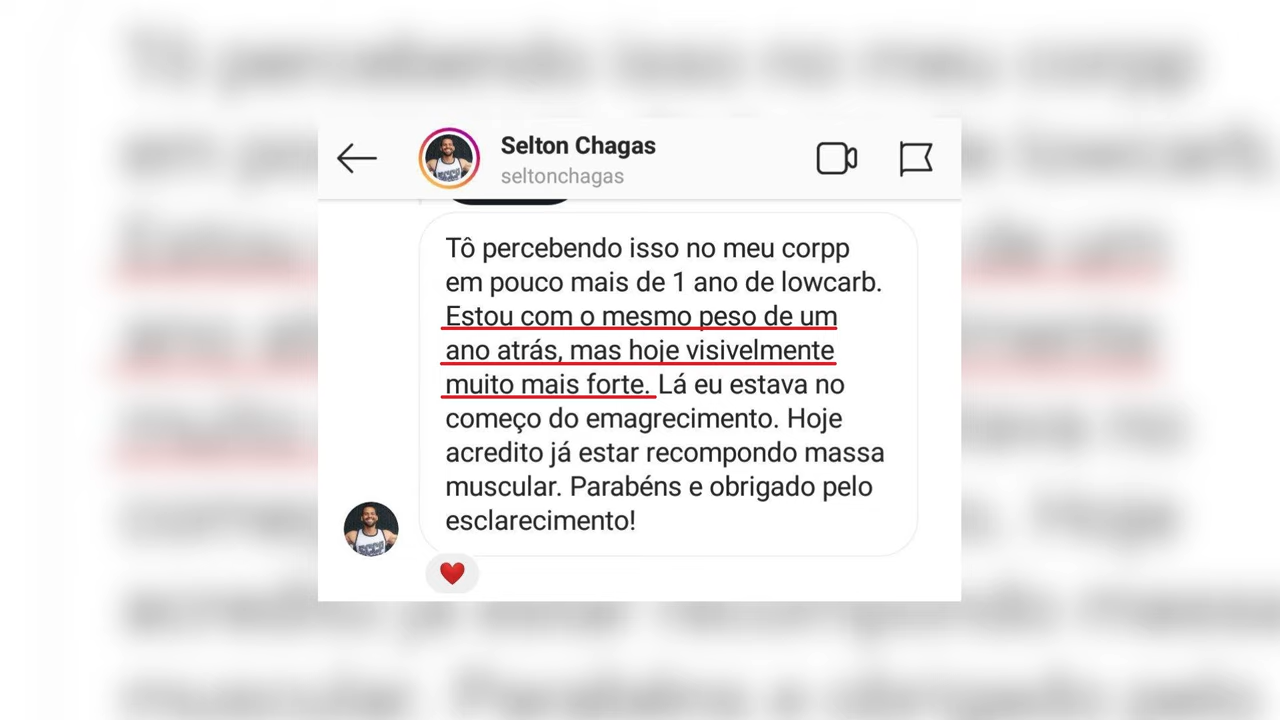 Selton Chagas
seltonchagas
Tô percebendo isso no meu corpp
em pouco mais de 1 ano de lowcarb.
Estou com o mesmo peso de um
ano atrás, mas hoje visivelmente
muito mais forte. Lá eu estava no
começo do emagrecimento. Hoje
acredito já estar recompondo massa
muscular. Parabéns e obrigado pelo
esclarecimento!